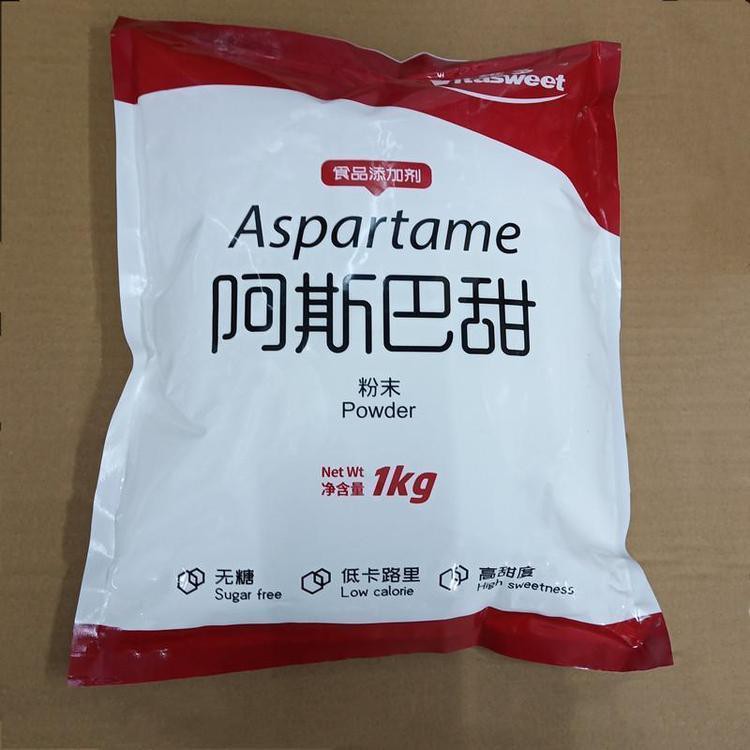 Vitasweet
食品添加剂
Aspartame
阿斯巴甜
粉末
Powder
Net Wt
净含量 1kg
无糖
Sugar free
低卡路里
Low calorie
高甜度
High sweetness